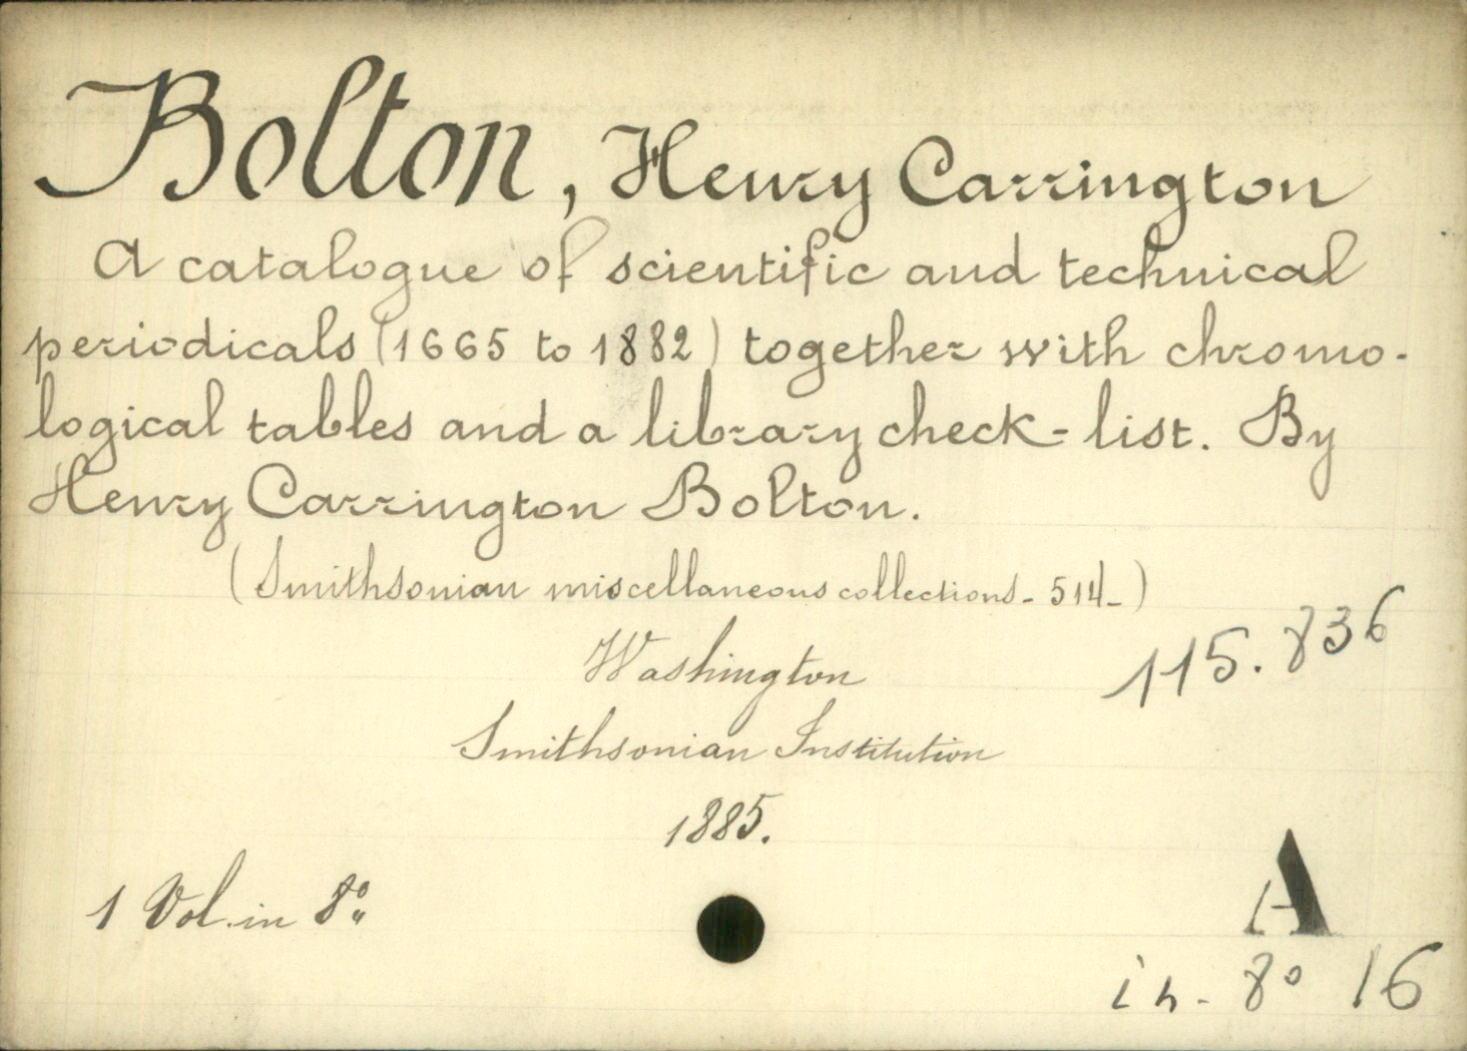 Bolton, Henry Carrington
A catalogue of scientific and technical
periodicals (1665 to 1882) together with chrono-
logical tables and a library check-list. By
Henry Carrington Bolton.
(Smithsonian miscellaneous collections - 514 -)
Washington
115.836
Smithsonian Institution
1885.
1 Vol. in 8°
A
in-8° 16